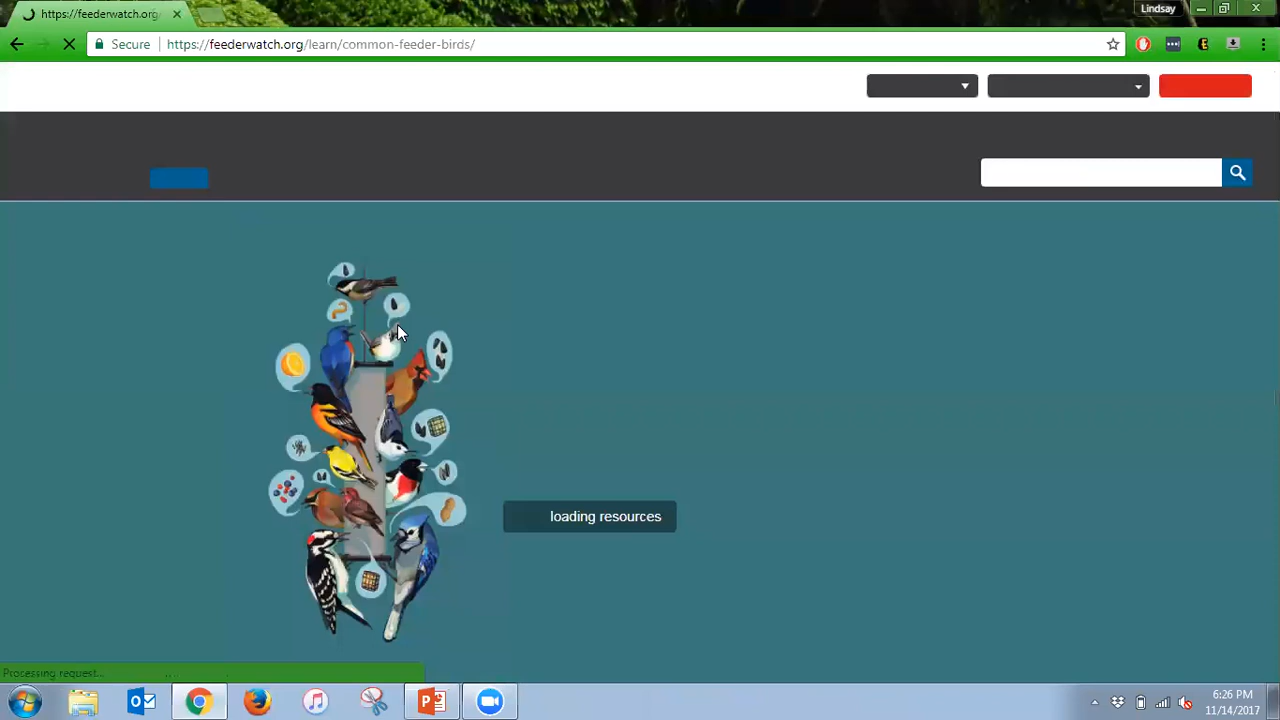 Lindsay
https://feederwatch.org/
Secure
https://feederwatch.org/learn/common-feeder-birds/
loading resources
Processing request...
6:26 PM
11/14/2017